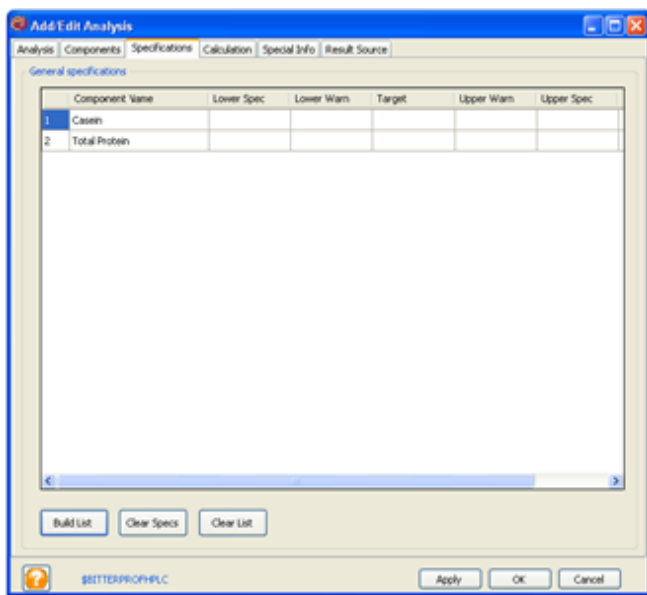 Add/Edit Analysis
Analysis Components Specifications Calculation Special Info Result Source
General specifications
Component Name Lower Spec Lower Warn Target Upper Warn Upper Spec
1 Casein
2 Total Protein
Build List Clear Specs Clear List
$BITTERPROFHPLC Apply OK Cancel